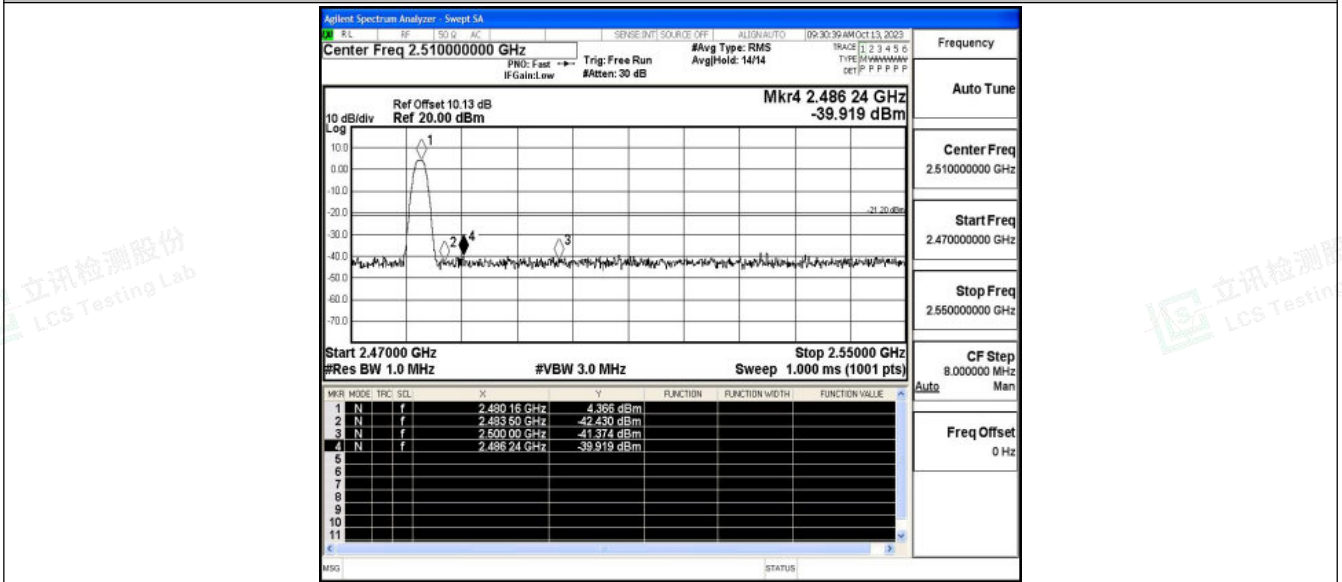 Agilent Spectrum Analyzer - Swept SA
RL RF 50 Ω AC SENSE:INT SOURCE OFF ALIGN AUTO 09:30:39 AM Oct 13, 2023
Center Freq 2.510000000 GHz
PNO: Fast
IFGain:Low
Trig: Free Run
#Atten: 30 dB
#Avg Type: RMS
Avg|Hold: 14/14
TRACE 1 2 3 4 5 6
TYPE M
DET P P P P P P
Ref Offset 10.13 dB
Ref 20.00 dBm
10 dB/div
Log
Mkr4 2.486 24 GHz
-39.919 dBm
10.0
0.00
-10.0
-20.0
-30.0
-40.0
-50.0
-60.0
-70.0
1
2
4
3
-21.20 dBm
Start 2.47000 GHz Stop 2.55000 GHz
#Res BW 1.0 MHz #VBW 3.0 MHz Sweep 1.000 ms (1001 pts)
MKR MODE TRC SCL X Y FUNCTION FUNCTION WIDTH FUNCTION VALUE
1 N f 2.480 16 GHz 4.366 dBm
2 N f 2.483 50 GHz -42.430 dBm
3 N f 2.500 00 GHz -41.374 dBm
4 N f 2.486 24 GHz -39.919 dBm
5
6
7
8
9
10
11
MSG STATUS
Frequency
Auto Tune
Center Freq
2.510000000 GHz
Start Freq
2.470000000 GHz
Stop Freq
2.550000000 GHz
CF Step
8.000000 MHz
Auto Man
Freq Offset
0 Hz
立讯检测股份
LCS Testing Lab
立讯检测股
LCS Testing